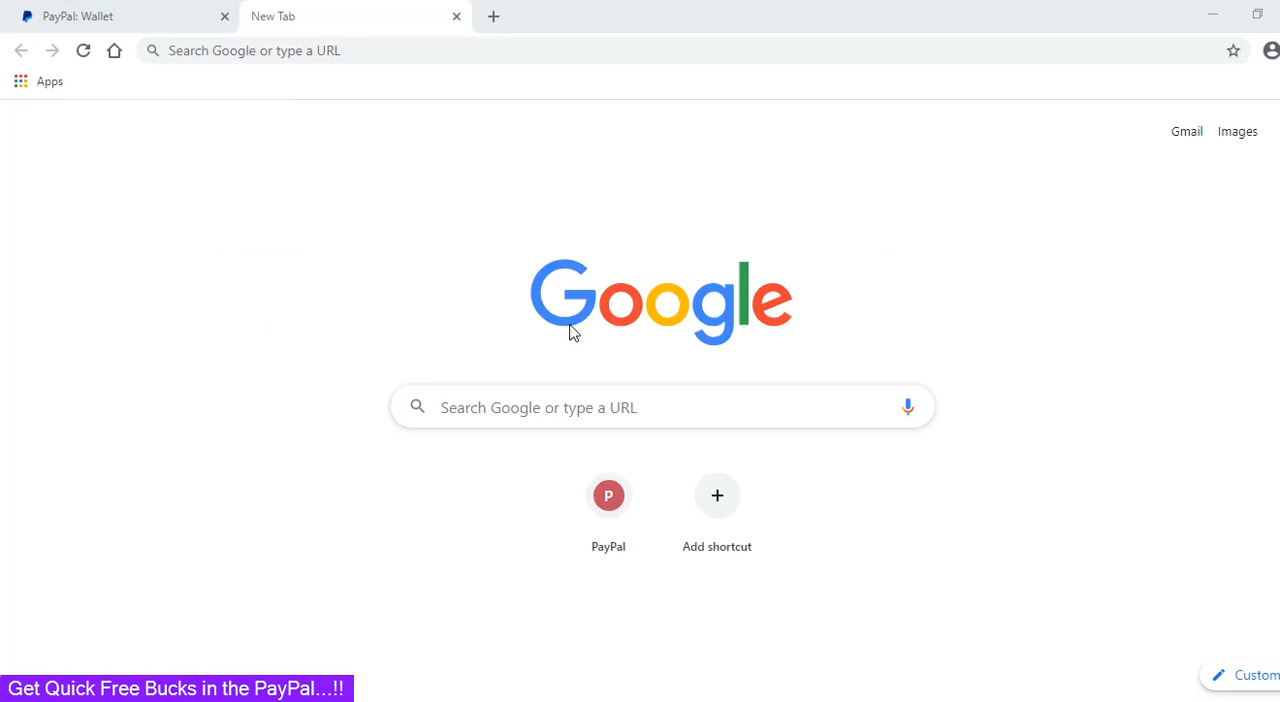 PayPal: Wallet
New Tab
Search Google or type a URL
Apps
Gmail Images
Google
Search Google or type a URL
P
PayPal
Add shortcut
Custom
Get Quick Free Bucks in the PayPal...!!